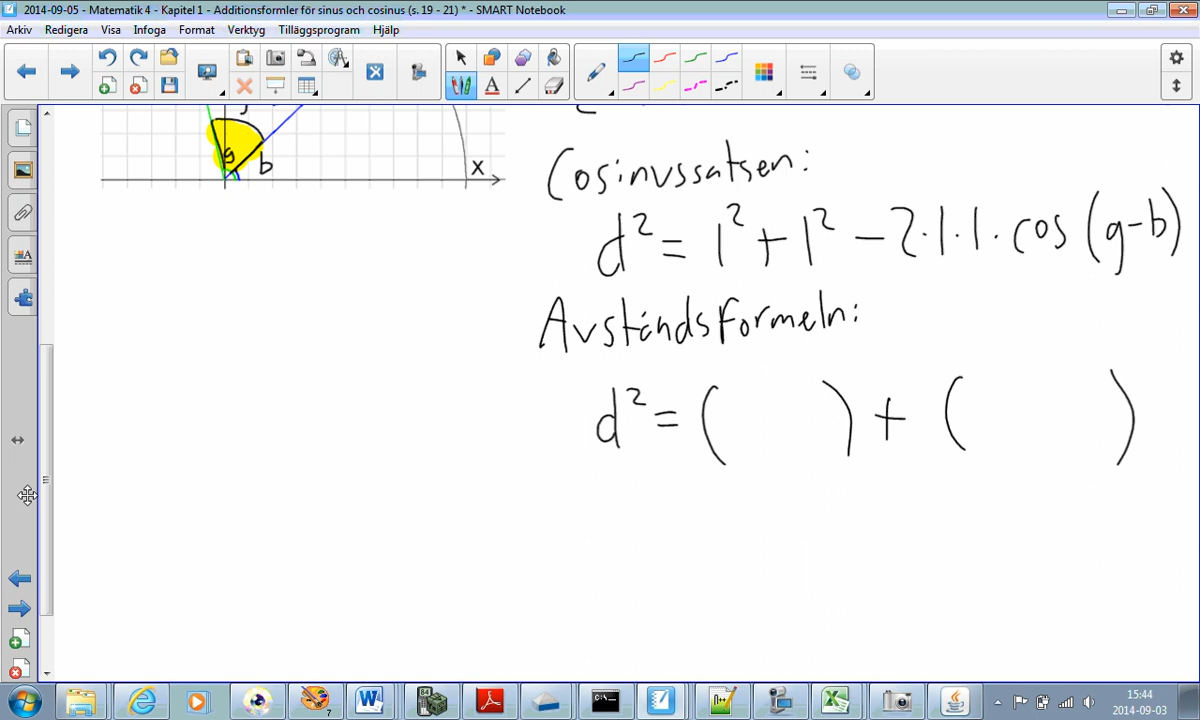 2014-09-05 - Matematik 4 - Kapitel 1 - Additionsformler för sinus och cosinus (s. 19 - 21) * - SMART Notebook
Arkiv Redigera Visa Infoga Format Verktyg Tilläggsprogram Hjälp
g b
x
Cosinussatsen:
d² = 1² + 1² - 2·1·1·cos(g-b)
Avståndsformeln:
d² = ( ) + ( )
15:44
2014-09-03